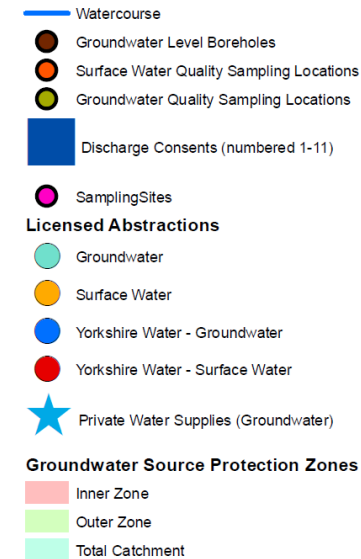 Watercourse
Groundwater Level Boreholes
Surface Water Quality Sampling Locations
Groundwater Quality Sampling Locations
Discharge Consents (numbered 1-11)
SamplingSites
Licensed Abstractions
Groundwater
Surface Water
Yorkshire Water - Groundwater
Yorkshire Water - Surface Water
Private Water Supplies (Groundwater)
Groundwater Source Protection Zones
Inner Zone
Outer Zone
Total Catchment